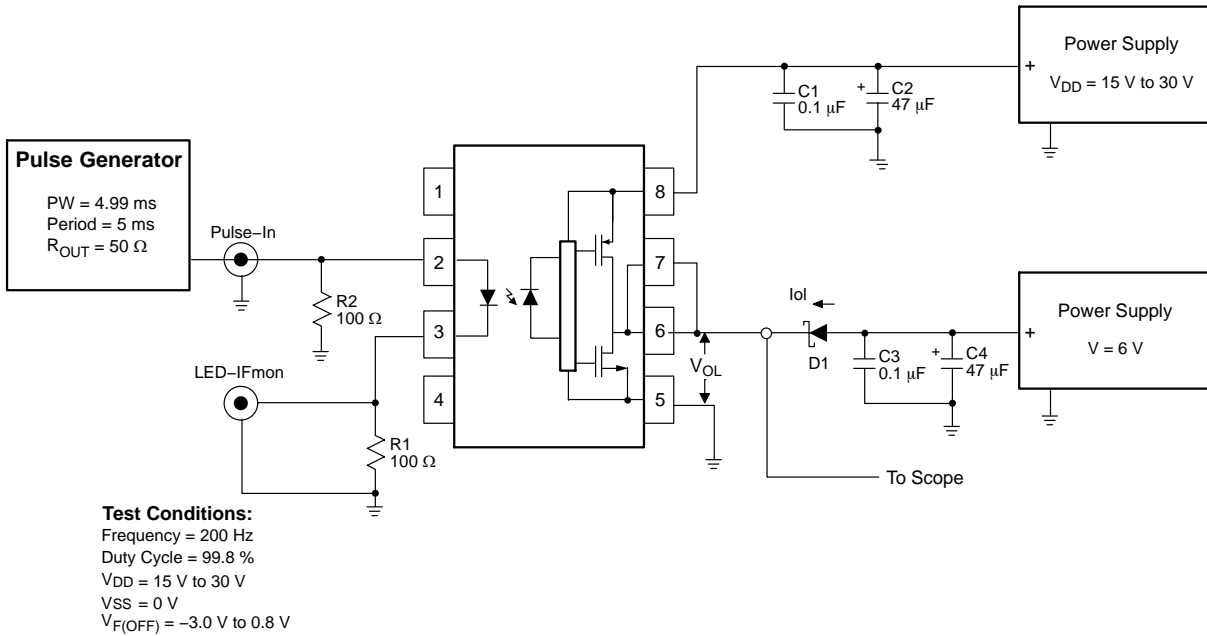 Power Supply
VDD = 15 V to 30 V
+
C1
0.1 μF
+
C2
47 μF
Pulse Generator
PW = 4.99 ms
Period = 5 ms
ROUT = 50 Ω
Pulse−In
R2
100 Ω
LED−IFmon
R1
100 Ω
1
2
3
4
8
7
6
5
VOL
Iol
D1
C3
0.1 μF
+
C4
47 μF
+
Power Supply
V = 6 V
To Scope
Test Conditions:
Frequency = 200 Hz
Duty Cycle = 99.8 %
VDD = 15 V to 30 V
VSS = 0 V
VF(OFF) = −3.0 V to 0.8 V